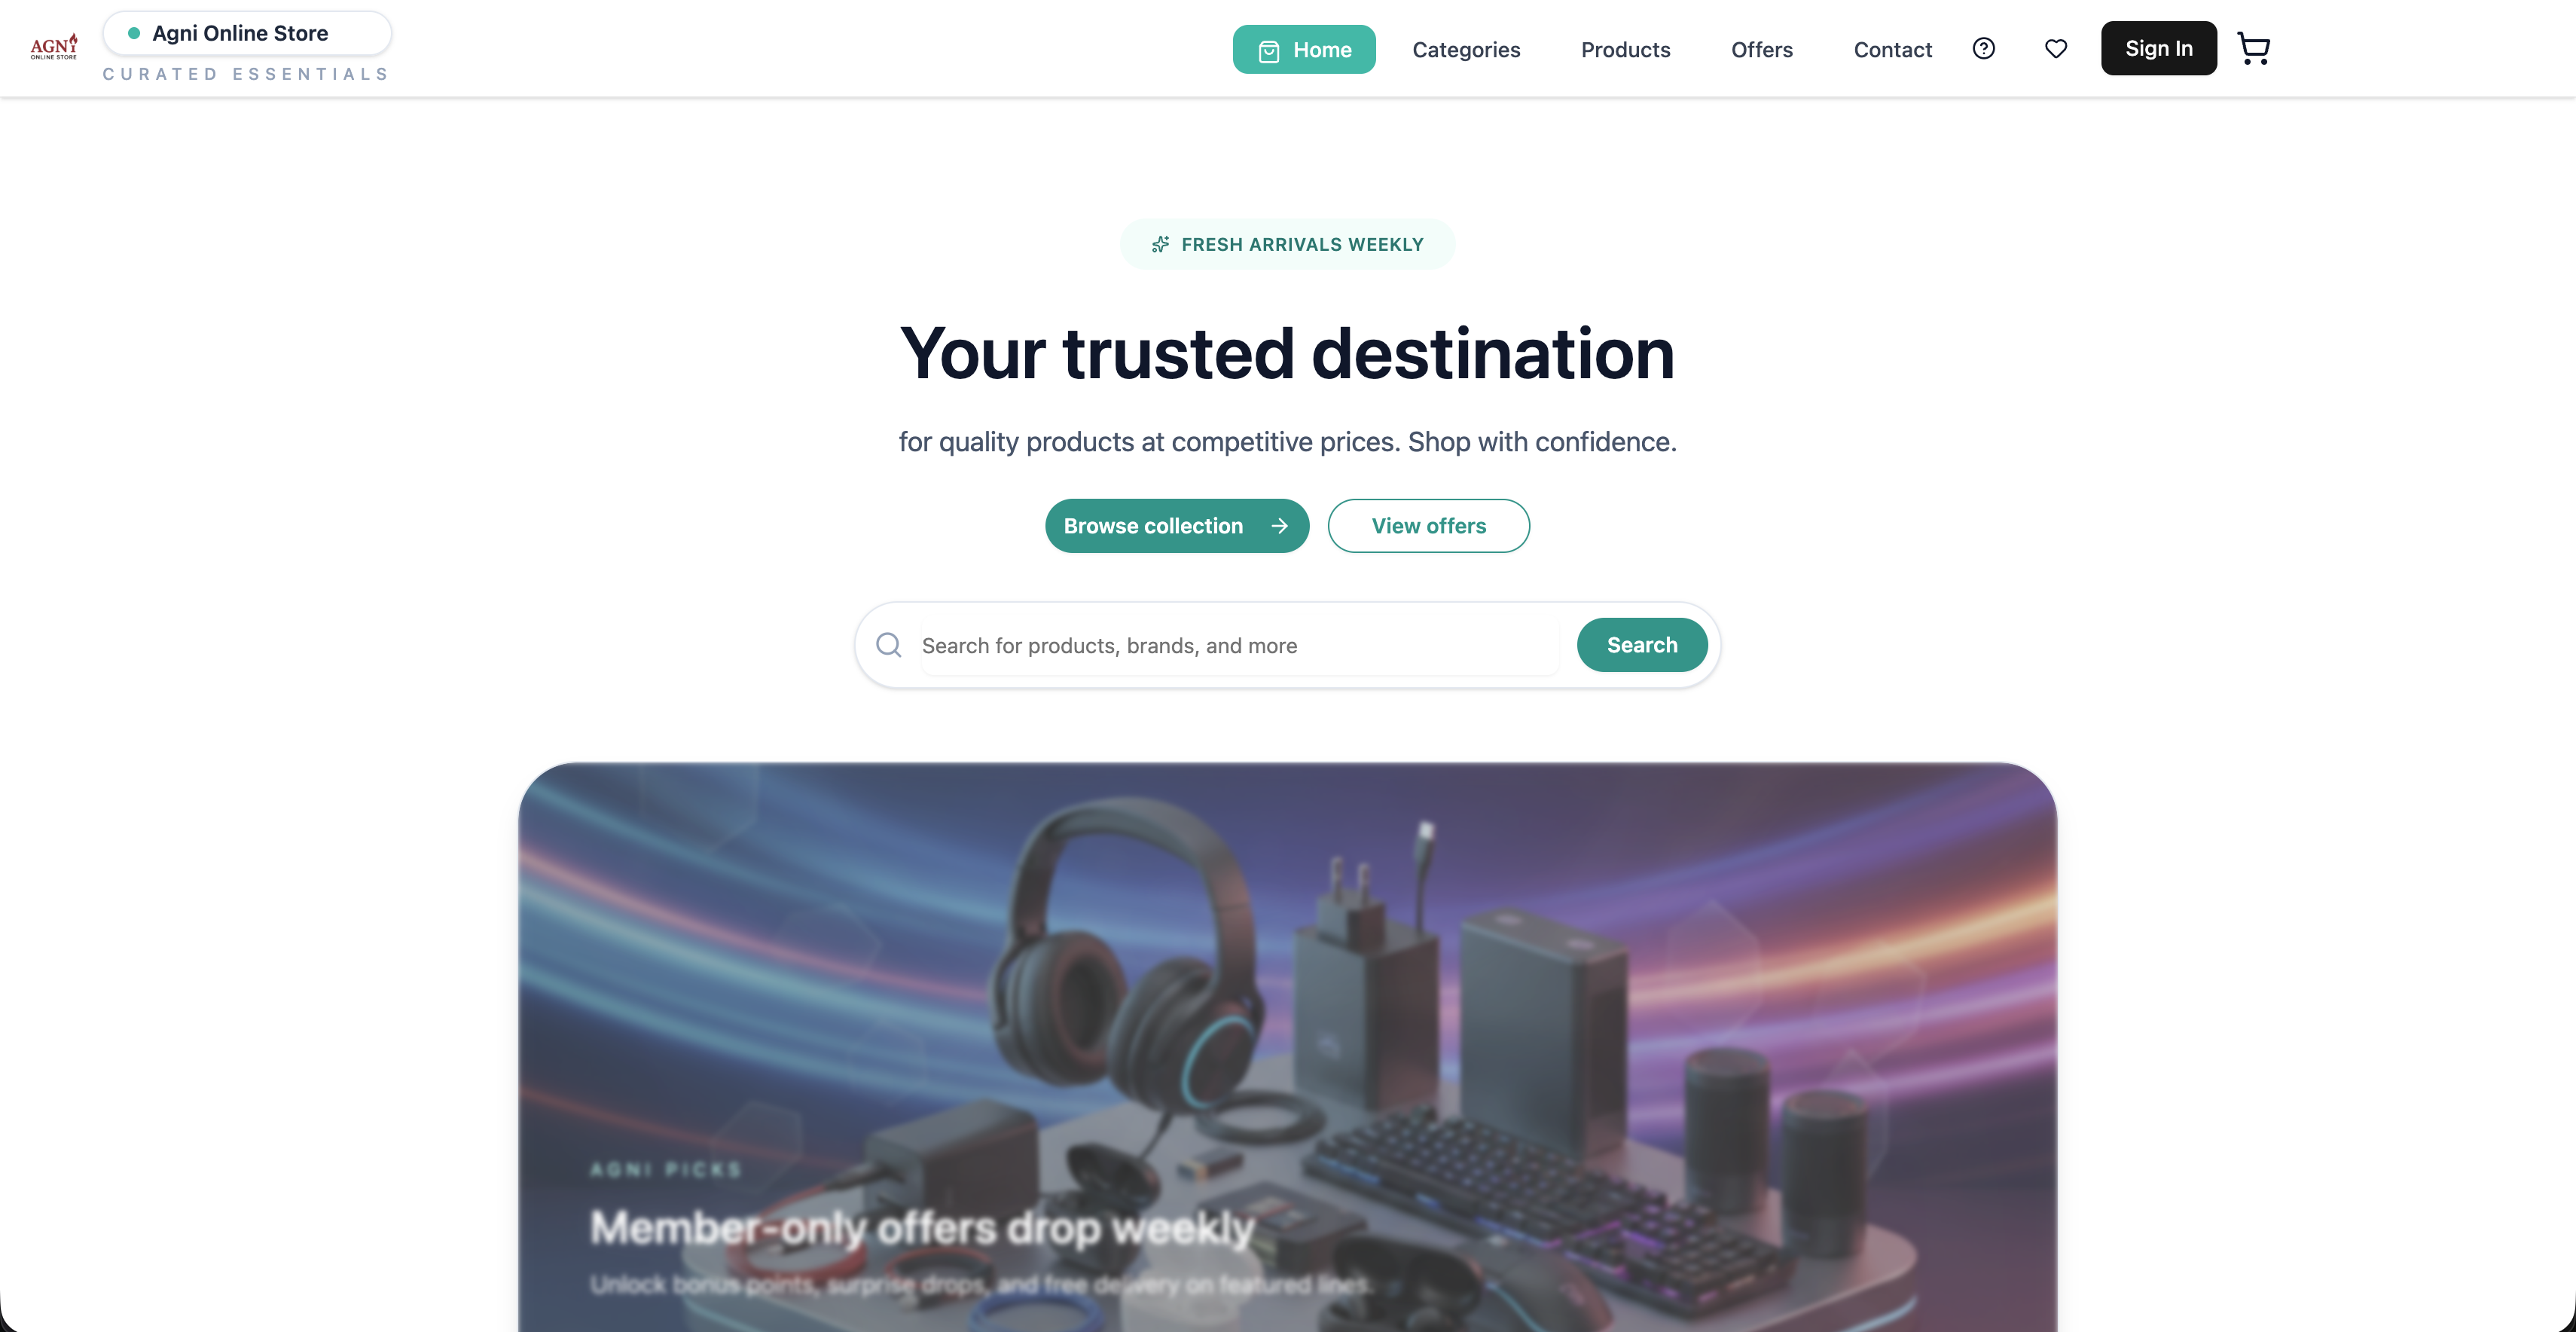 AGNi
ONLINE STORE
Agni Online Store
CURATED ESSENTIALS
Home
Categories
Products
Offers
Contact
Sign In
FRESH ARRIVALS WEEKLY
Your trusted destination
for quality products at competitive prices. Shop with confidence.
Browse collection
View offers
Search for products, brands, and more
Search
AGNI PICKS
Member-only offers drop weekly
Unlock bonus points, surprise drops, and free delivery on featured lines.